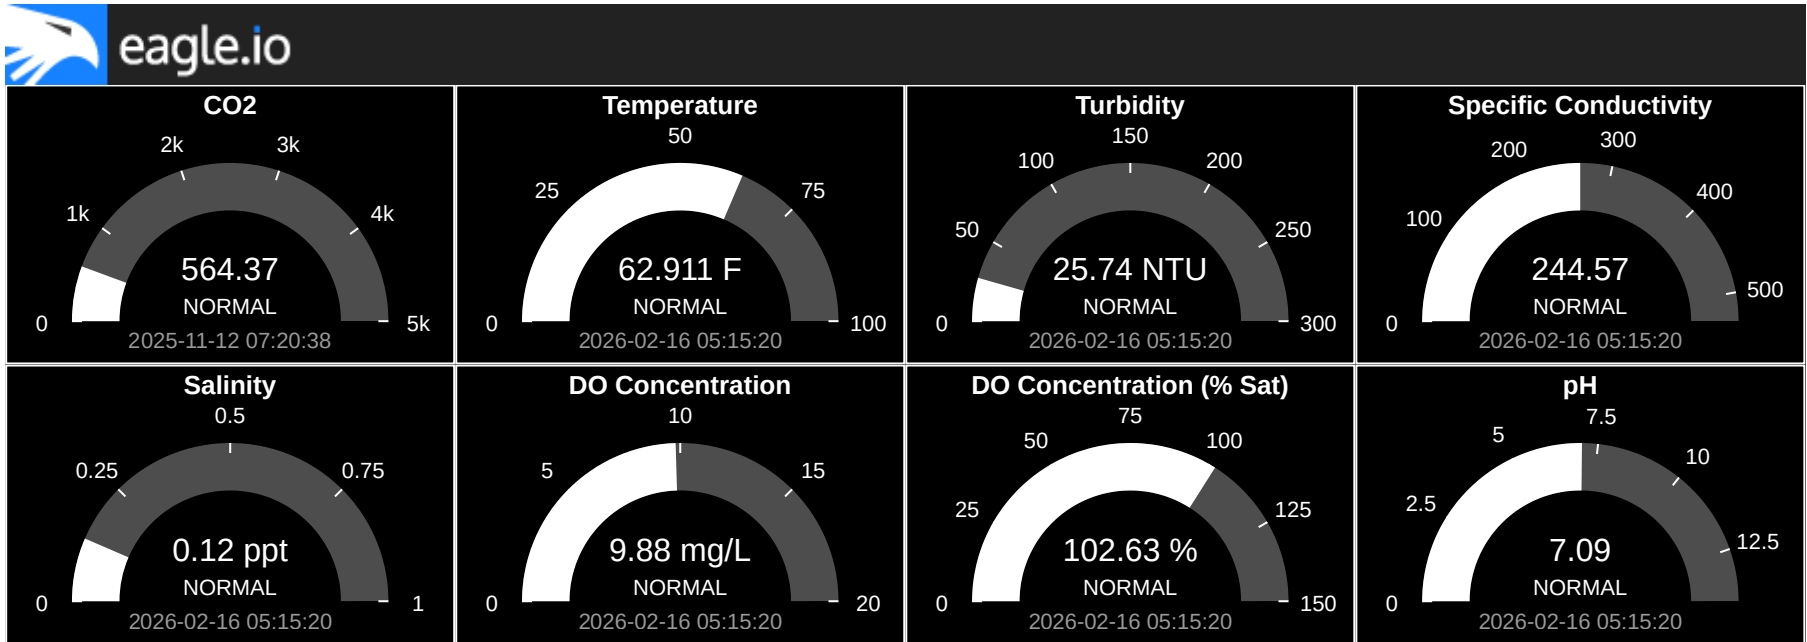 eagle.io
CO2
2k
3k
1k
4k
0
5k
564.37
NORMAL
2025-11-12 07:20:38
Temperature
50
25
75
0
100
62.911 F
NORMAL
2026-02-16 05:15:20
Turbidity
150
100
200
50
250
0
300
25.74 NTU
NORMAL
2026-02-16 05:15:20
Specific Conductivity
300
200
400
100
500
0
244.57
NORMAL
2026-02-16 05:15:20
Salinity
0.5
0.25
0.75
0
1
0.12 ppt
NORMAL
2026-02-16 05:15:20
DO Concentration
10
5
15
0
20
9.88 mg/L
NORMAL
2026-02-16 05:15:20
DO Concentration (% Sat)
75
50
100
25
125
0
150
102.63 %
NORMAL
2026-02-16 05:15:20
pH
7.5
5
10
2.5
12.5
0
7.09
NORMAL
2026-02-16 05:15:20